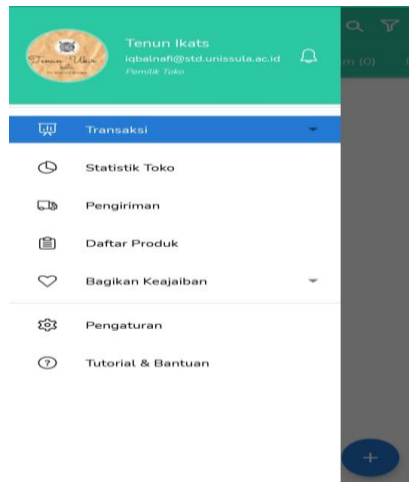 Tenun Ikats
iqbalnafi@std.unissula.ac.id
Pemilik Toko
m (0)
Transaksi
Statistik Toko
Pengiriman
Daftar Produk
Bagikan Keajaiban
Pengaturan
Tutorial & Bantuan